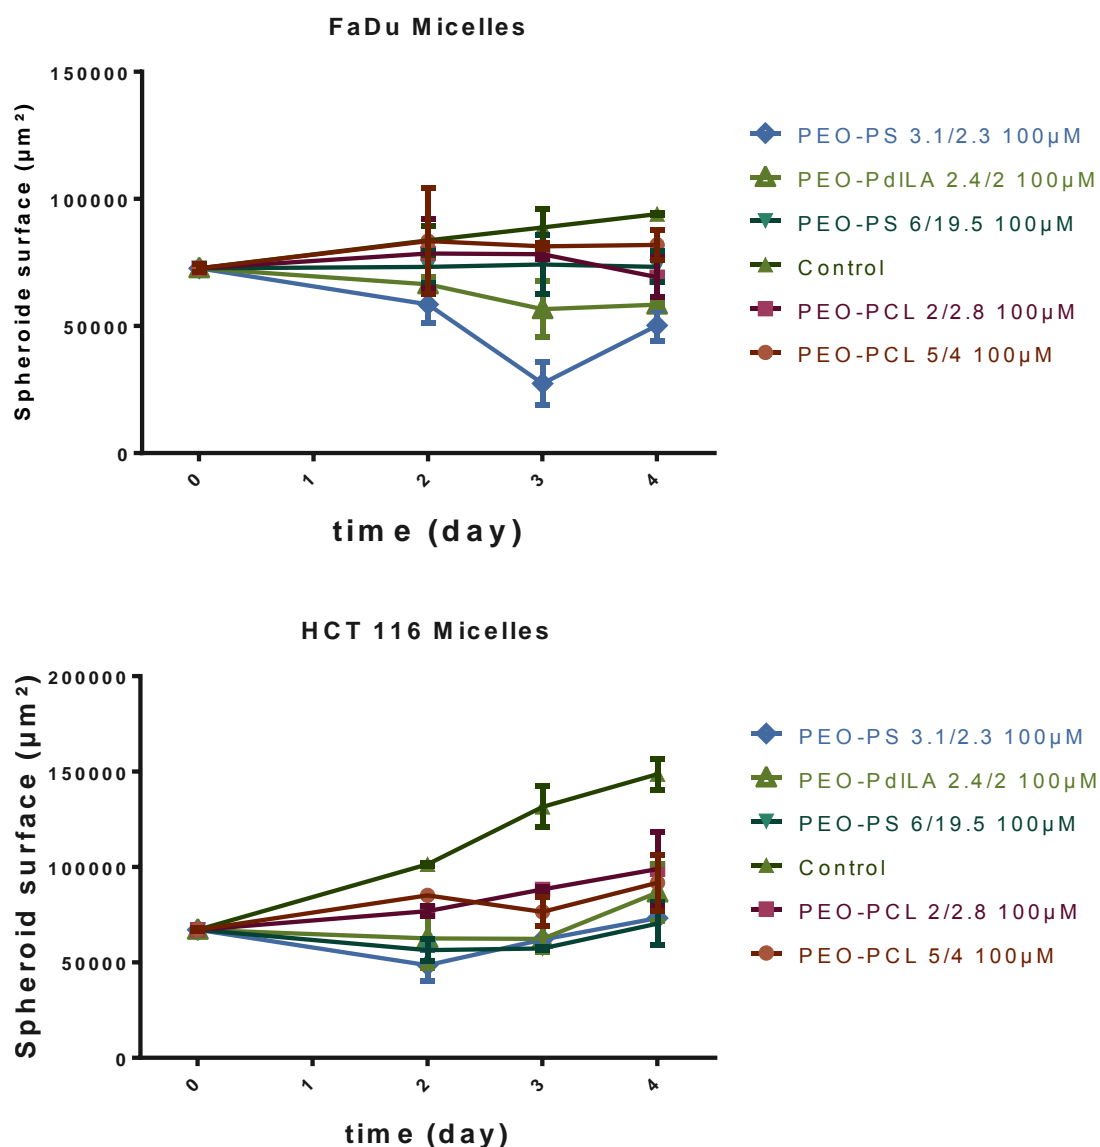 FaDu Micelles
Spheroide surface (µm²)
150000
100000
50000
0
0
1
2
3
4
time (day)
PEO-PS 3.1/2.3 100µM
PEO-PdlLA 2.4/2 100µM
PEO-PS 6/19.5 100µM
Control
PEO-PCL 2/2.8 100µM
PEO-PCL 5/4 100µM
HCT 116 Micelles
Spheroid surface (µm²)
200000
150000
100000
50000
0
0
1
2
3
4
time (day)
PEO-PS 3.1/2.3 100µM
PEO-PdlLA 2.4/2 100µM
PEO-PS 6/19.5 100µM
Control
PEO-PCL 2/2.8 100µM
PEO-PCL 5/4 100µM